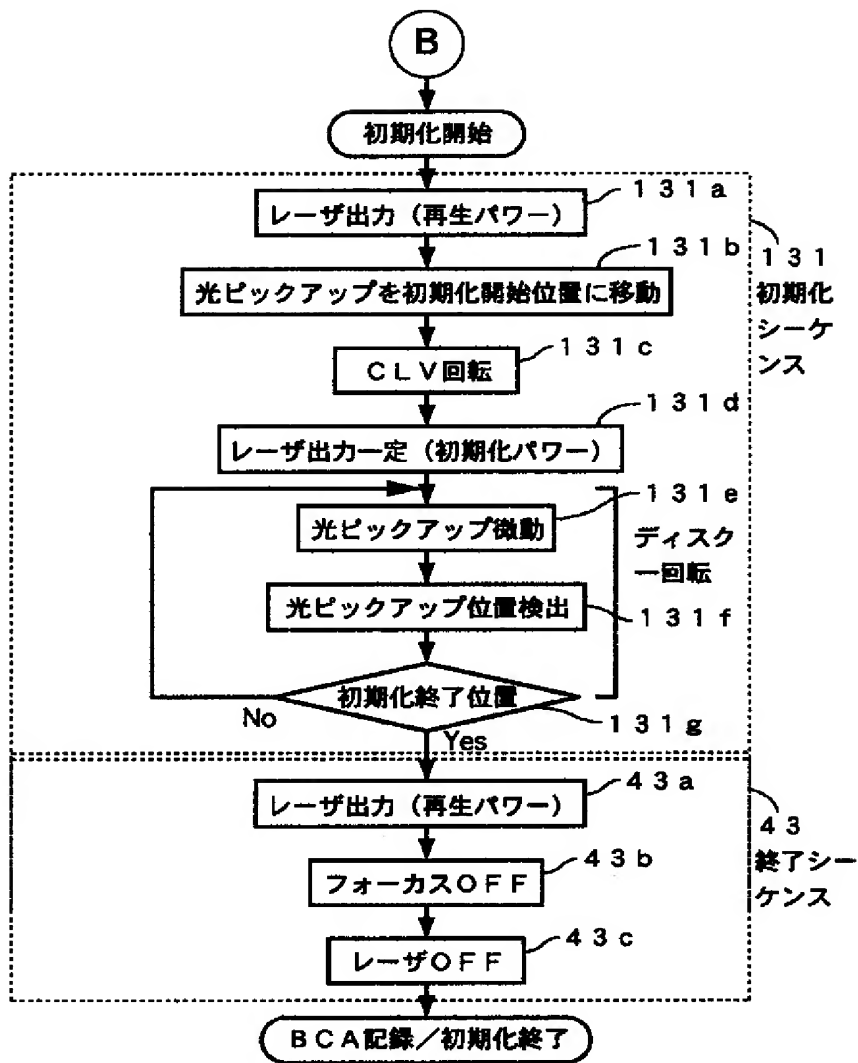 B
初期化開始
131a
レーザ出力（再生パワー）
131b
光ピックアップを初期化開始位置に移動
131
初期化
シーケ
ンス
131c
ＣＬＶ回転
131d
レーザ出力一定（初期化パワー）
131e
光ピックアップ微動
ディスク
一回転
光ピックアップ位置検出
131f
初期化終了位置
No
131g
Yes
43a
レーザ出力（再生パワー）
43
終了シー
ケンス
43b
フォーカスＯＦＦ
43c
レーザＯＦＦ
ＢＣＡ記録／初期化終了